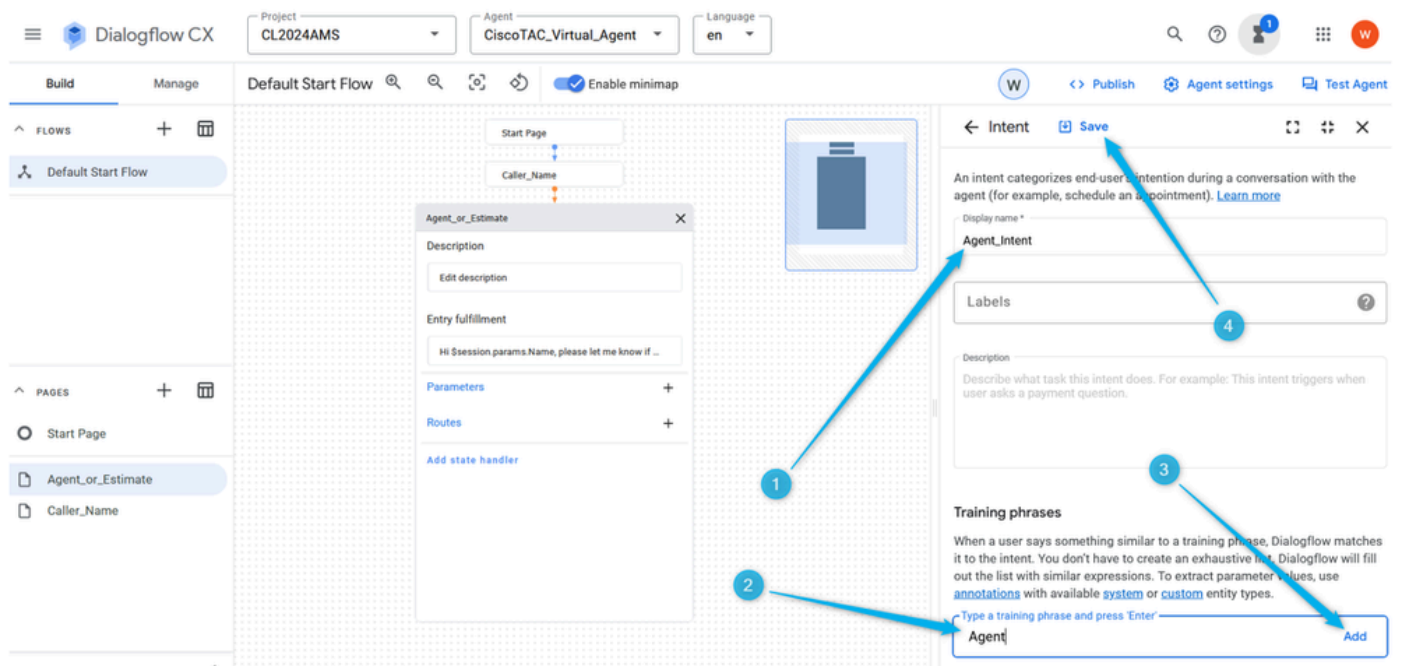 Dialogflow CX
Project
CL2024AMS
Agent
CiscoTAC_Virtual_Agent
Language
en
1
W
Build
Manage
Default Start Flow
Enable minimap
W
Publish
Agent settings
Test Agent
FLOWS
Default Start Flow
PAGES
Start Page
Agent_or_Estimate
Caller_Name
Start Page
Caller_Name
Agent_or_Estimate
Description
Edit description
Entry fulfillment
Hi $session.params.Name, please let me know if ...
Parameters
Routes
Add state handler
Intent
Save
An intent categorizes end-user's intention during a conversation with the
agent (for example, schedule an appointment). Learn more
Display name *
Agent_Intent
Labels
Description
Describe what task this intent does. For example: This intent triggers when
user asks a payment question.
Training phrases
When a user says something similar to a training phrase, Dialogflow matches
it to the intent. You don't have to create an exhaustive list, Dialogflow will fill
out the list with similar expressions. To extract parameter values, use
annotations with available system or custom entity types.
Type a training phrase and press 'Enter'
Agent
Add
1
2
3
4